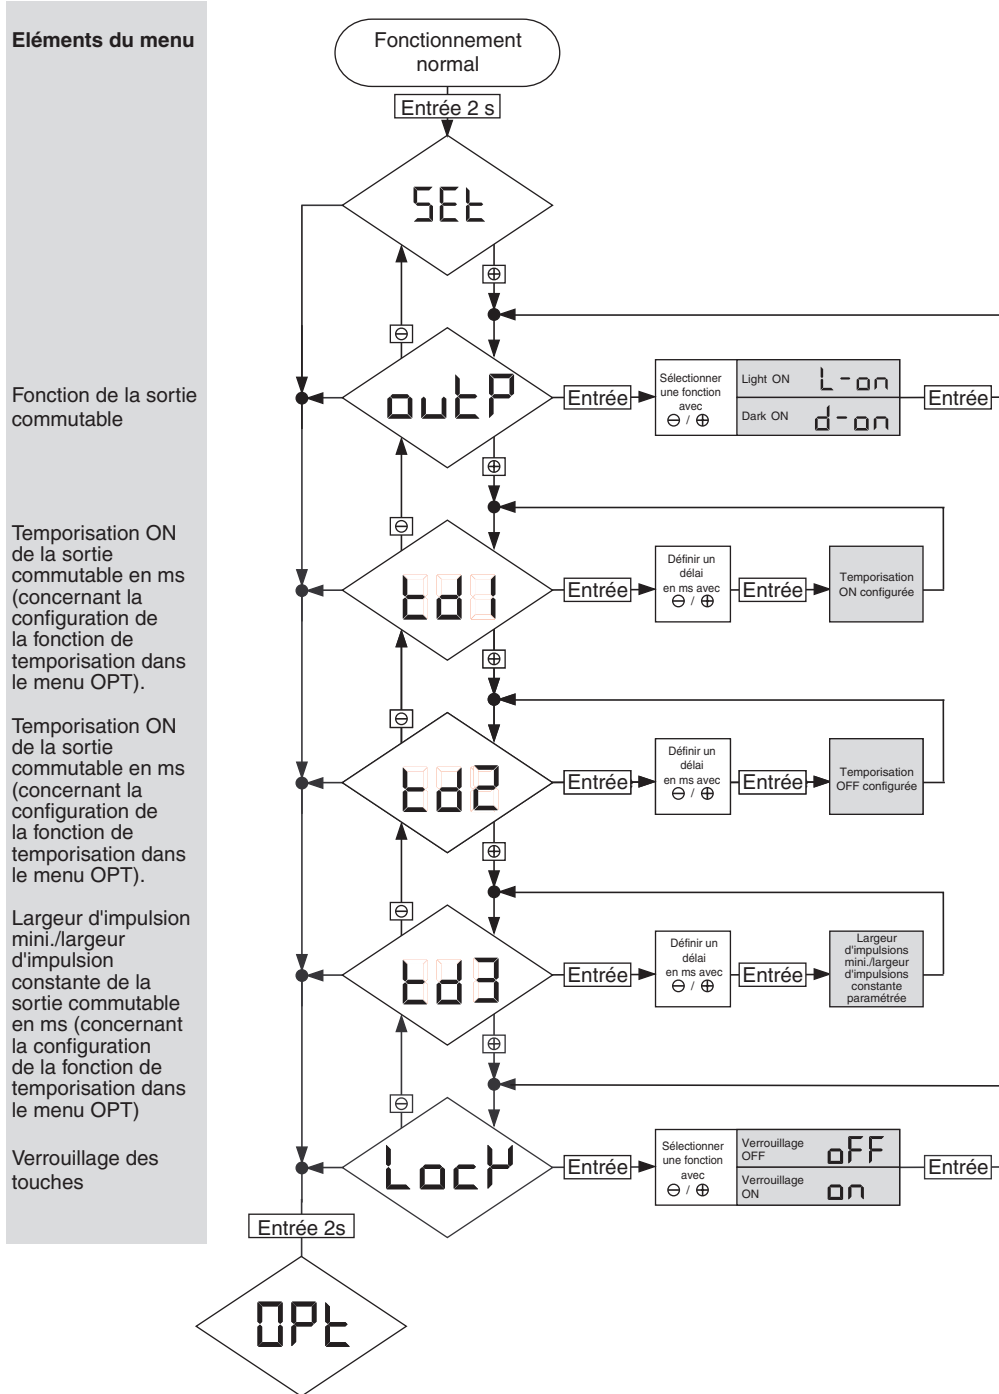 Eléments du menu
Fonctionnement
normal
Entrée 2 s
SEt
⊕
⊖
Fonction de la sortie
commutable
outP
Entrée
Sélectionner
une fonction
avec
⊖ / ⊕
Light ON L-on
Dark ON d-on
Entrée
⊕
⊖
Temporisation ON
de la sortie
commutable en ms
(concernant la
configuration de
la fonction de
temporisation dans
le menu OPT).
td1
Entrée
Définir un
délai
en ms avec
⊖ / ⊕
Entrée
Temporisation
ON configurée
⊕
⊖
Temporisation ON
de la sortie
commutable en ms
(concernant la
configuration de
la fonction de
temporisation dans
le menu OPT).
td2
Entrée
Définir un
délai
en ms avec
⊖ / ⊕
Entrée
Temporisation
OFF configurée
⊕
⊖
Largeur d'impulsion
mini./largeur
d'impulsion
constante de la
sortie commutable
en ms (concernant
la configuration
de la fonction de
temporisation dans
le menu OPT)
td3
Entrée
Définir un
délai
en ms avec
⊖ / ⊕
Entrée
Largeur
d'impulsions
mini./largeur
d'impulsions
constante
paramétrée
⊕
⊖
Verrouillage des
touches
LocY
Entrée
Sélectionner
une fonction
avec
⊖ / ⊕
Verrouillage
OFF oFF
Verrouillage
ON on
Entrée
Entrée 2s
OPt